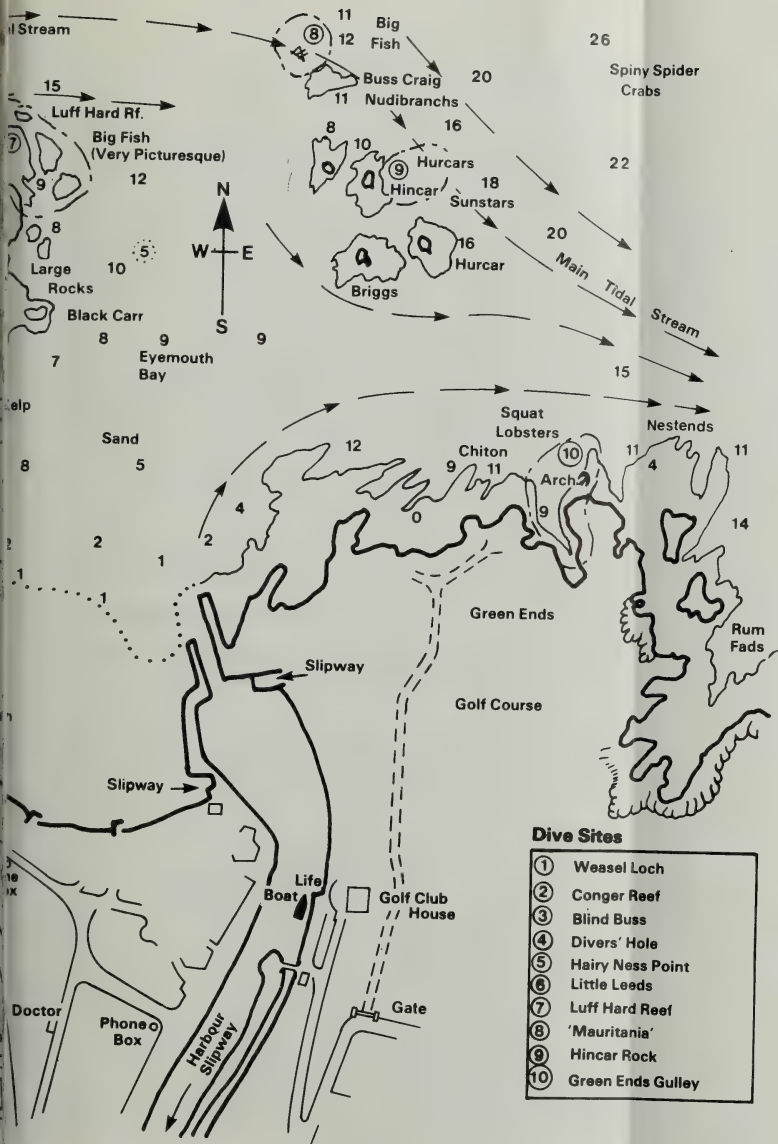 11
l Stream
8
12
Big
Fish
26
Spiny Spider
Crabs
15
Buss Craig
20
11
Nudibranchs
Luff Hard Rf.
Big Fish
(Very Picturesque)
7
8
10
16
Hurcars
9
Hincar
22
9
12
18
Sunstars
N
W E
S
8
5
16
Hurcar
20
Main Tidal Stream
Large
Rocks
10
Briggs
Black Carr
8
9
9
Eyemouth
Bay
7
15
elp
Sand
8
5
Squat
Lobsters
Nestends
12
Chiton
9
11
10
Arch
11
4
11
4
0
9
14
2
2
1
2
1
1
Green Ends
Rum
Fads
Slipway
Golf Course
Slipway
Life
Boat
Golf Club
House
Doctor
Phone
Box
Harbour
Slipway
Gate
Dive Sites
1 Weasel Loch
2 Conger Reef
3 Blind Buss
4 Divers' Hole
5 Hairy Ness Point
6 Little Leeds
7 Luff Hard Reef
8 'Mauritania'
9 Hincar Rock
10 Green Ends Gulley